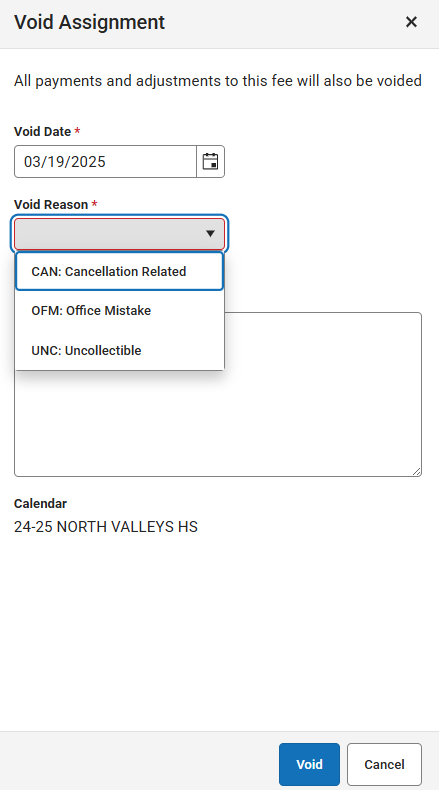 Void Assignment
All payments and adjustments to this fee will also be voided
Void Date *
03/19/2025
Void Reason *
CAN: Cancellation Related
OFM: Office Mistake
UNC: Uncollectible
Calendar
24-25 NORTH VALLEYS HS
Void Cancel